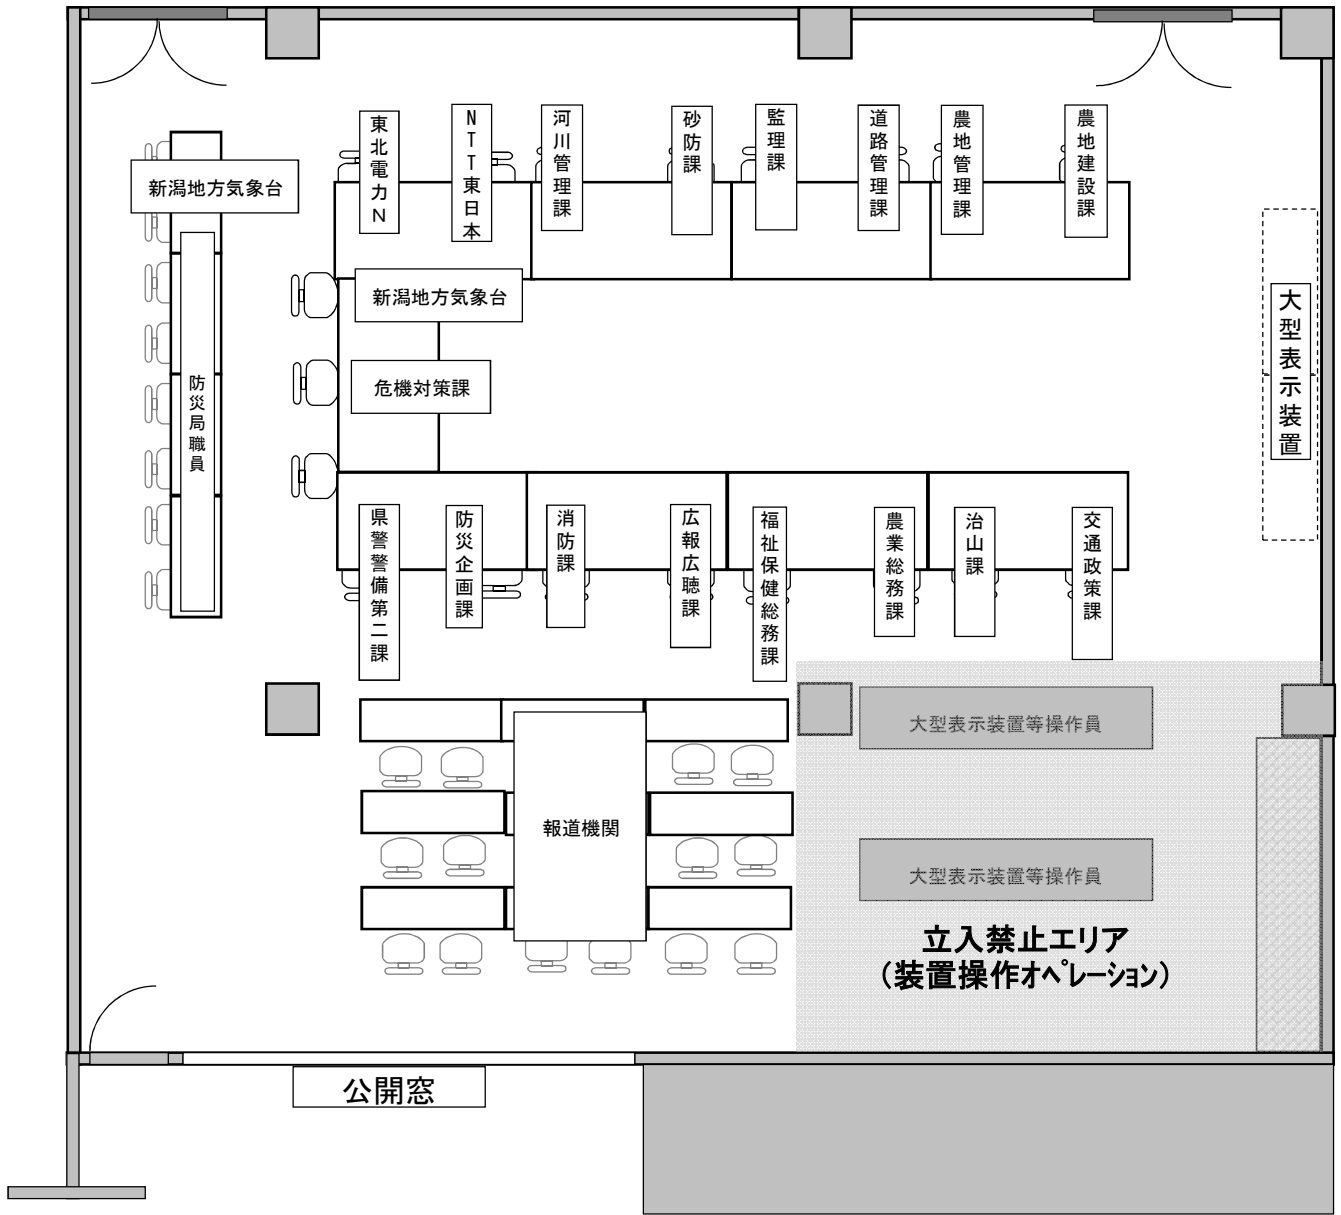 東北電力N
NTT東日本
河川管理課
砂防課
監理課
道路管理課
農地管理課
農地建設課
新潟地方気象台
新潟地方気象台
大型表示装置
危機対策課
防災局職員
県警警備第二課
防災企画課
消防課
広報広聴課
福祉保健総務課
農業総務課
治山課
交通政策課
大型表示装置等操作員
報道機関
大型表示装置等操作員
立入禁止エリア
（装置操作ｵﾍﾟﾚｰｼｮﾝ）
公開窓